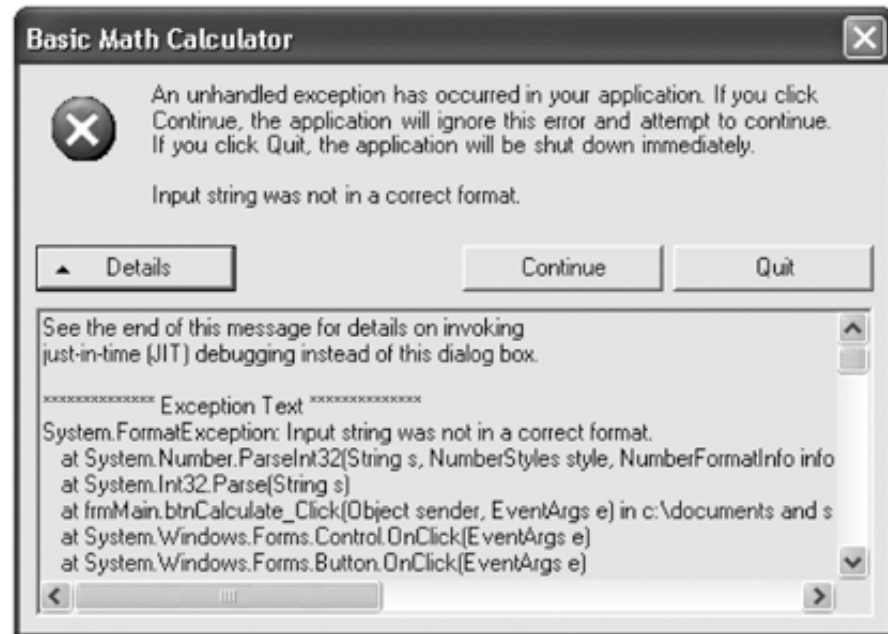 Basic Math Calculator
An unhandled exception has occurred in your application. If you click
Continue, the application will ignore this error and attempt to continue.
If you click Quit, the application will be shut down immediately.
Input string was not in a correct format.
Details
Continue
Quit
See the end of this message for details on invoking
just-in-time (JIT) debugging instead of this dialog box.
************** Exception Text **************
System.FormatException: Input string was not in a correct format.
at System.Number.ParseInt32(String s, NumberStyles style, NumberFormatInfo info
at System.Int32.Parse(String s)
at frmMain.btnCalculate_Click(Object sender, EventArgs e) in c:\documents and s
at System.Windows.Forms.Control.OnClick(EventArgs e)
at System.Windows.Forms.Button.OnClick(EventArgs e)